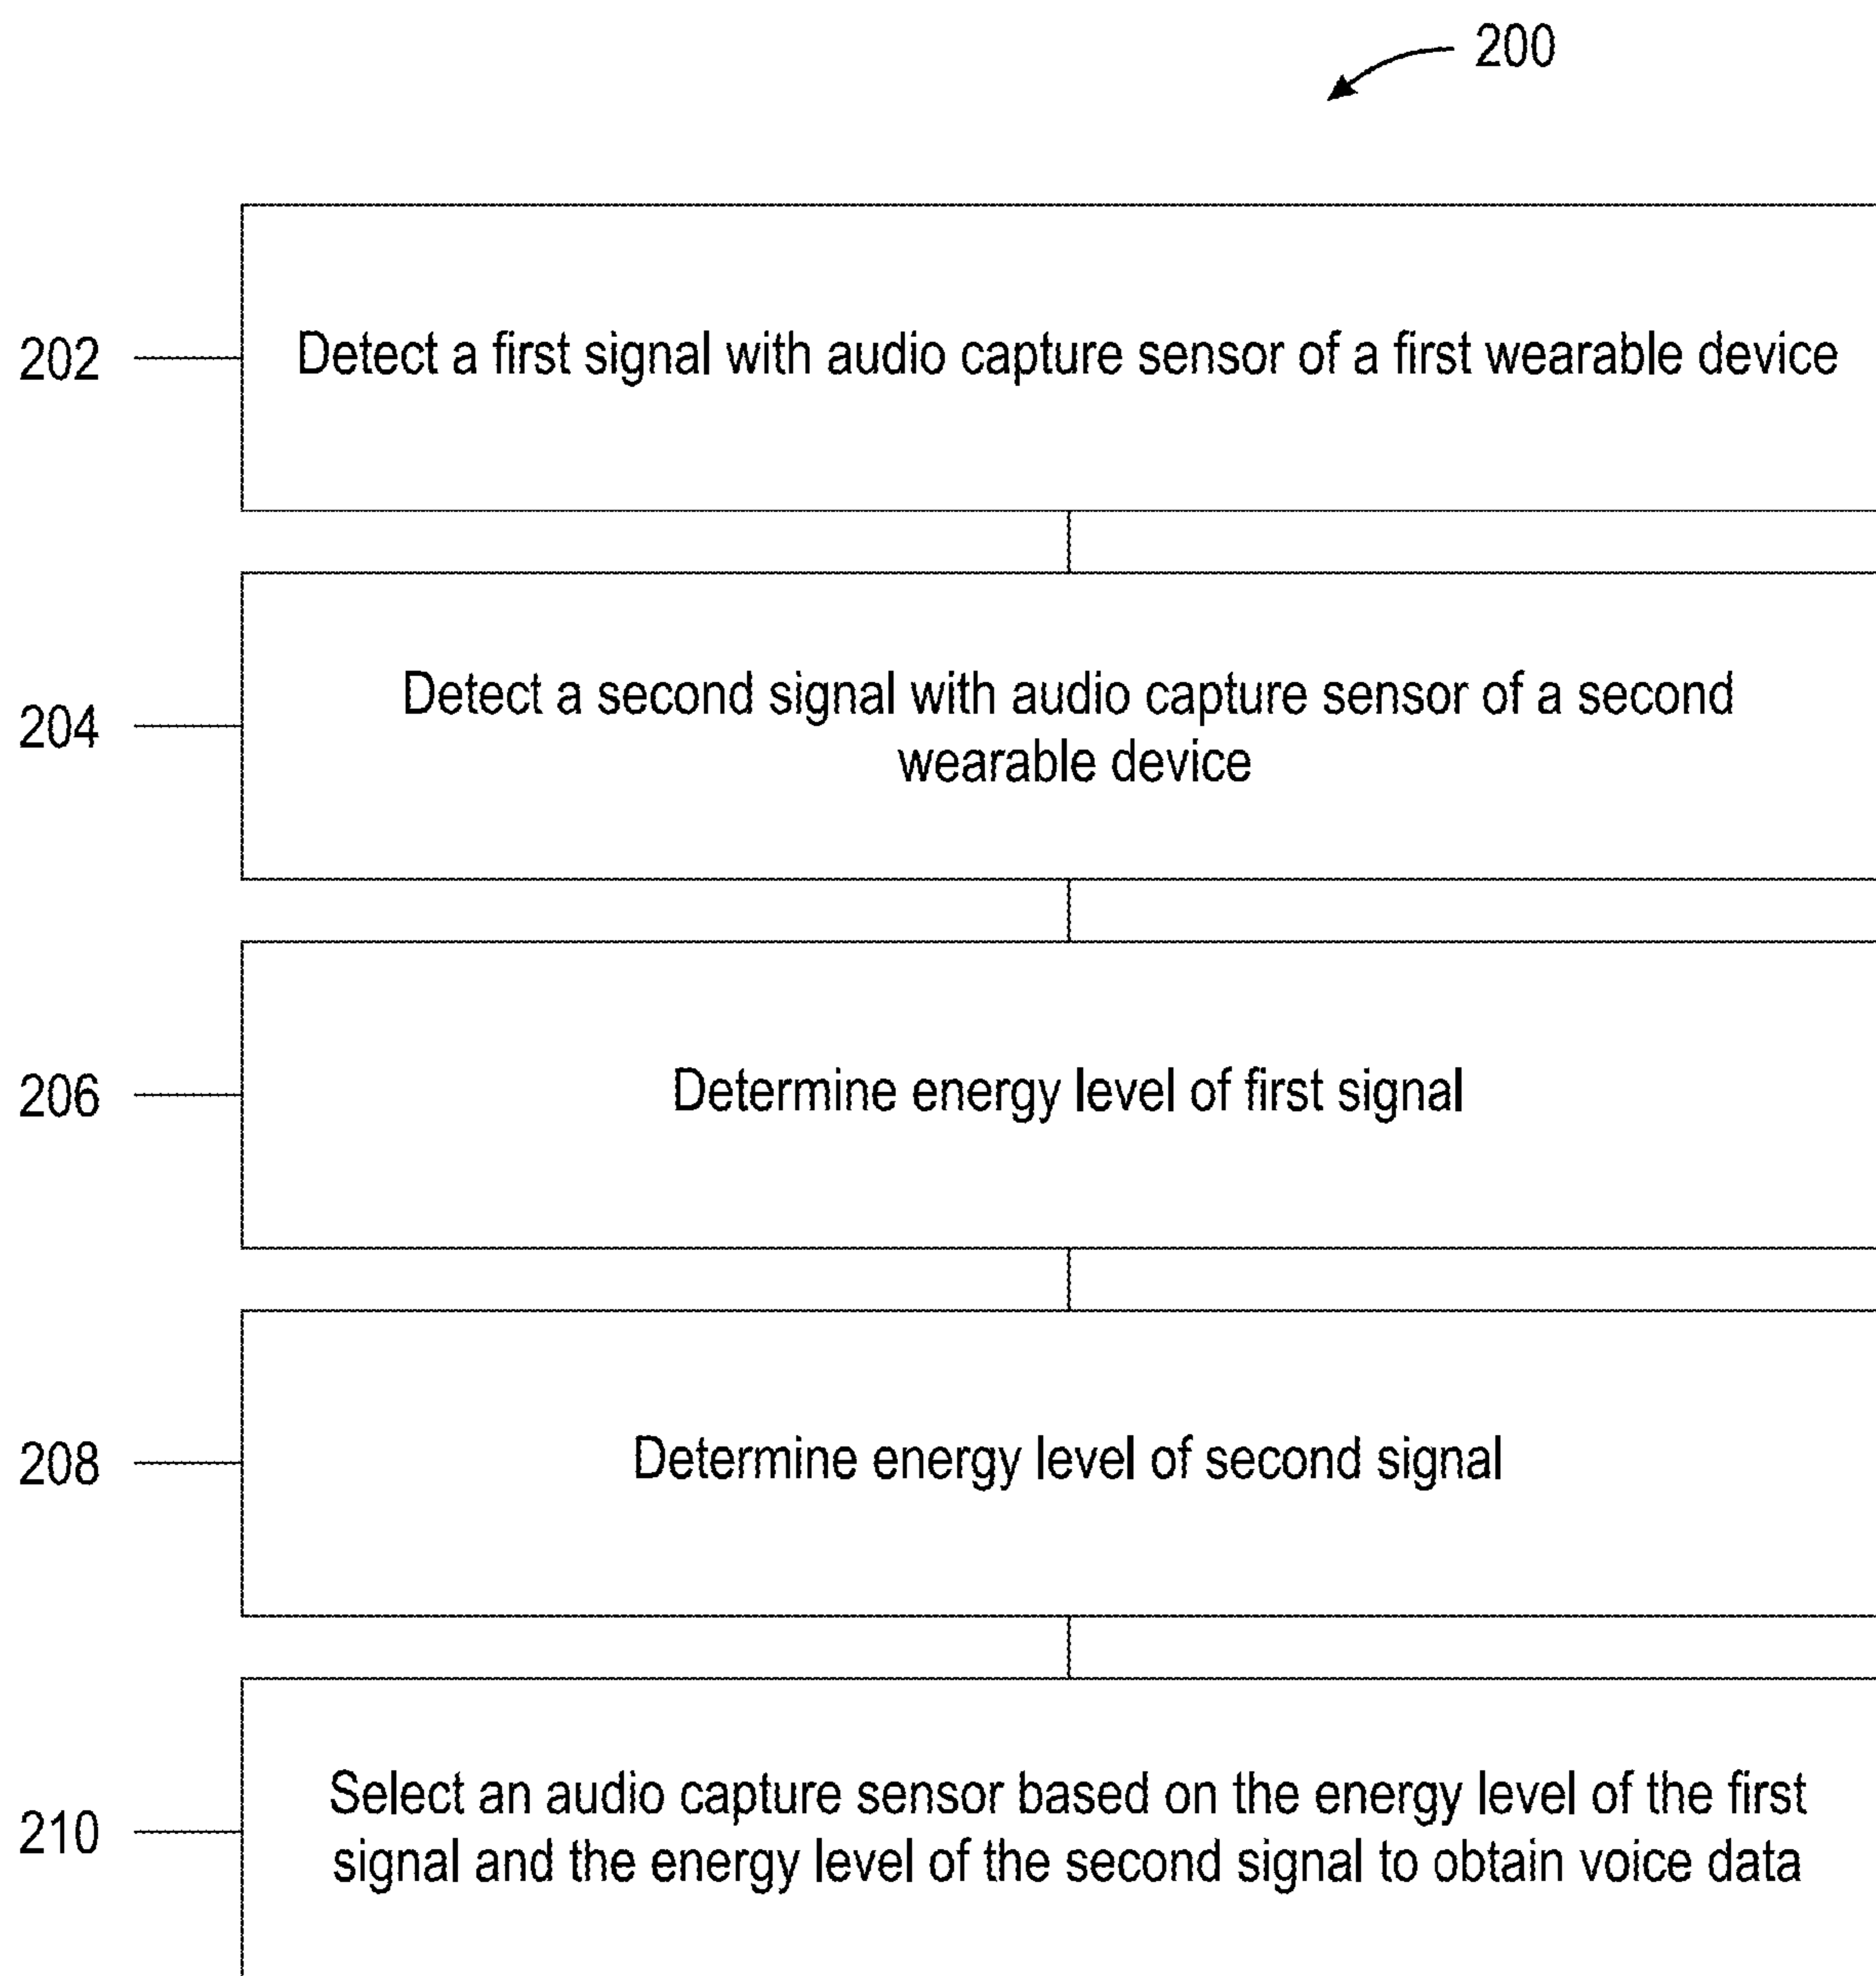 200
202
Detect a first signal with audio capture sensor of a first wearable device
204
Detect a second signal with audio capture sensor of a second
wearable device
206
Determine energy level of first signal
208
Determine energy level of second signal
210
Select an audio capture sensor based on the energy level of the first
signal and the energy level of the second signal to obtain voice data